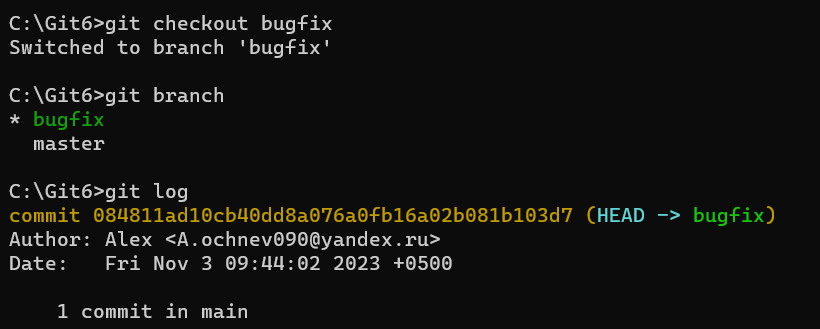 C:\Git6>git checkout bugfix
Switched to branch 'bugfix'
C:\Git6>git branch
* bugfix
master
C:\Git6>git log
commit 084811ad10cb40dd8a076a0fb16a02b081b103d7 (HEAD -> bugfix)
Author: Alex <A.ochnev090@yandex.ru>
Date:   Fri Nov 3 09:44:02 2023 +0500
1 commit in main